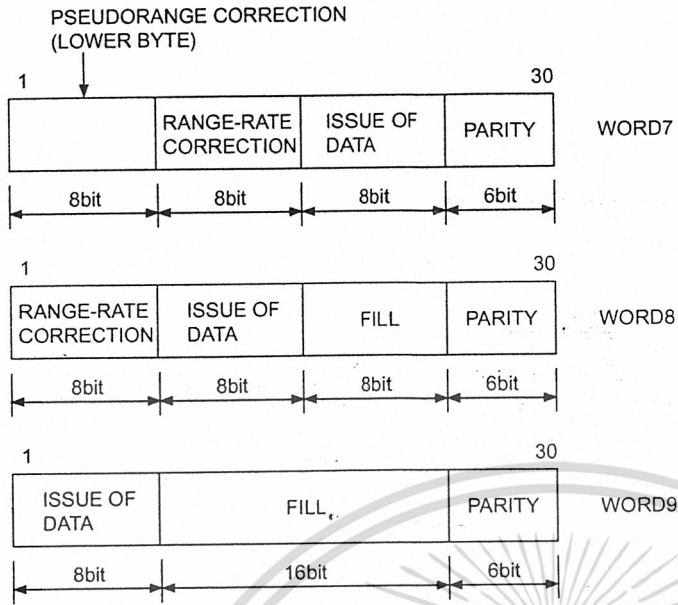 PSEUDORANGE CORRECTION
(LOWER BYTE)
1 30
RANGE-RATE
CORRECTION
ISSUE OF
DATA
PARITY
WORD7
8bit 8bit 8bit 6bit
1 30
RANGE-RATE
CORRECTION
ISSUE OF
DATA
FILL
PARITY
WORD8
8bit 8bit 8bit 6bit
1 30
ISSUE OF
DATA
FILL
PARITY
WORD9
8bit 16bit 6bit